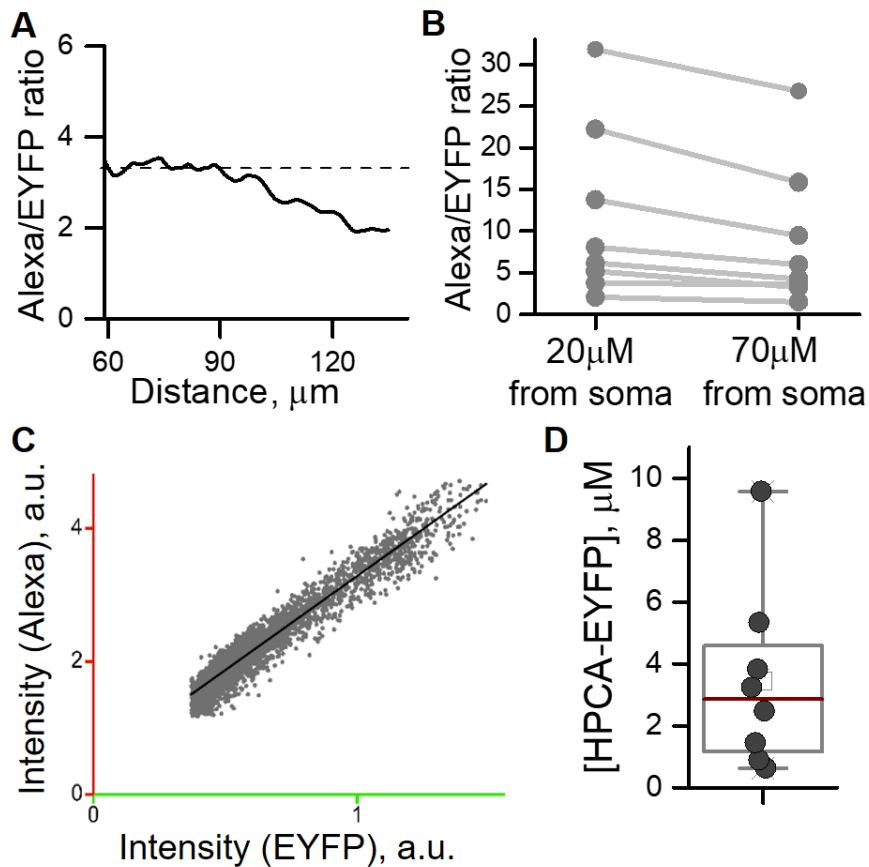 A
Alexa/EYFP ratio
6
4
2
0
60
90
120
Distance, μm
B
Alexa/EYFP ratio
30
25
20
15
10
5
0
20μM
from soma
70μM
from soma
C
Intensity (Alexa), a.u.
4
2
0
0
1
Intensity (EYFP), a.u.
D
[HPCA-EYFP], μM
10
8
6
4
2
0